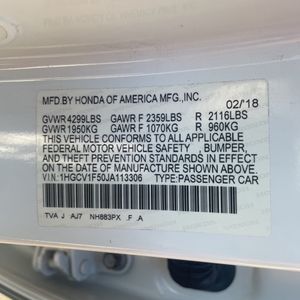 MFD.BY HONDA OF AMERICA MFG.,INC.
02/'18
GVWR 4299LBS GAWR F 2359LBS R 2116LBS
GVWR 1950KG GAWR F 1070KG R 960KG
THIS VEHICLE CONFORMS TO ALL APPLICABLE
FEDERAL MOTOR VEHICLE SAFETY , BUMPER,
AND THEFT PREVENTION STANDARDS IN EFFECT
ON THE DATE OF MANUFACTURE SHOWN ABOVE.
VIN: 1HGCV1F50JA113306 TYPE:PASSENGER CAR
TVA J AJ7 NH883PX .F .A